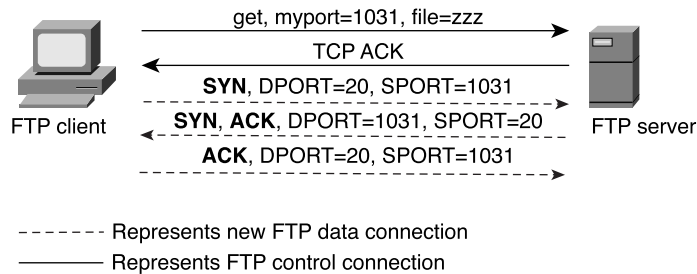 get, myport=1031, file=zzz
TCP ACK
SYN, DPORT=20, SPORT=1031
SYN, ACK, DPORT=1031, SPORT=20
FTP client
FTP server
ACK, DPORT=20, SPORT=1031
Represents new FTP data connection
Represents FTP control connection